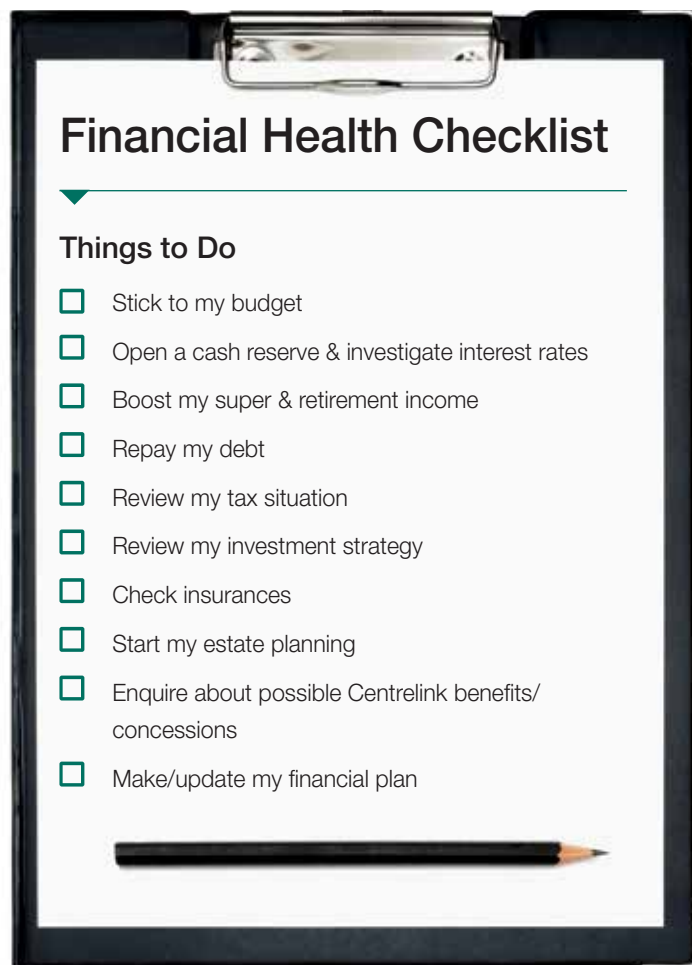 Financial Health Checklist
Things to Do
Stick to my budget
Open a cash reserve & investigate interest rates
Boost my super & retirement income
Repay my debt
Review my tax situation
Review my investment strategy
Check insurances
Start my estate planning
Enquire about possible Centrelink benefits/
concessions
Make/update my financial plan